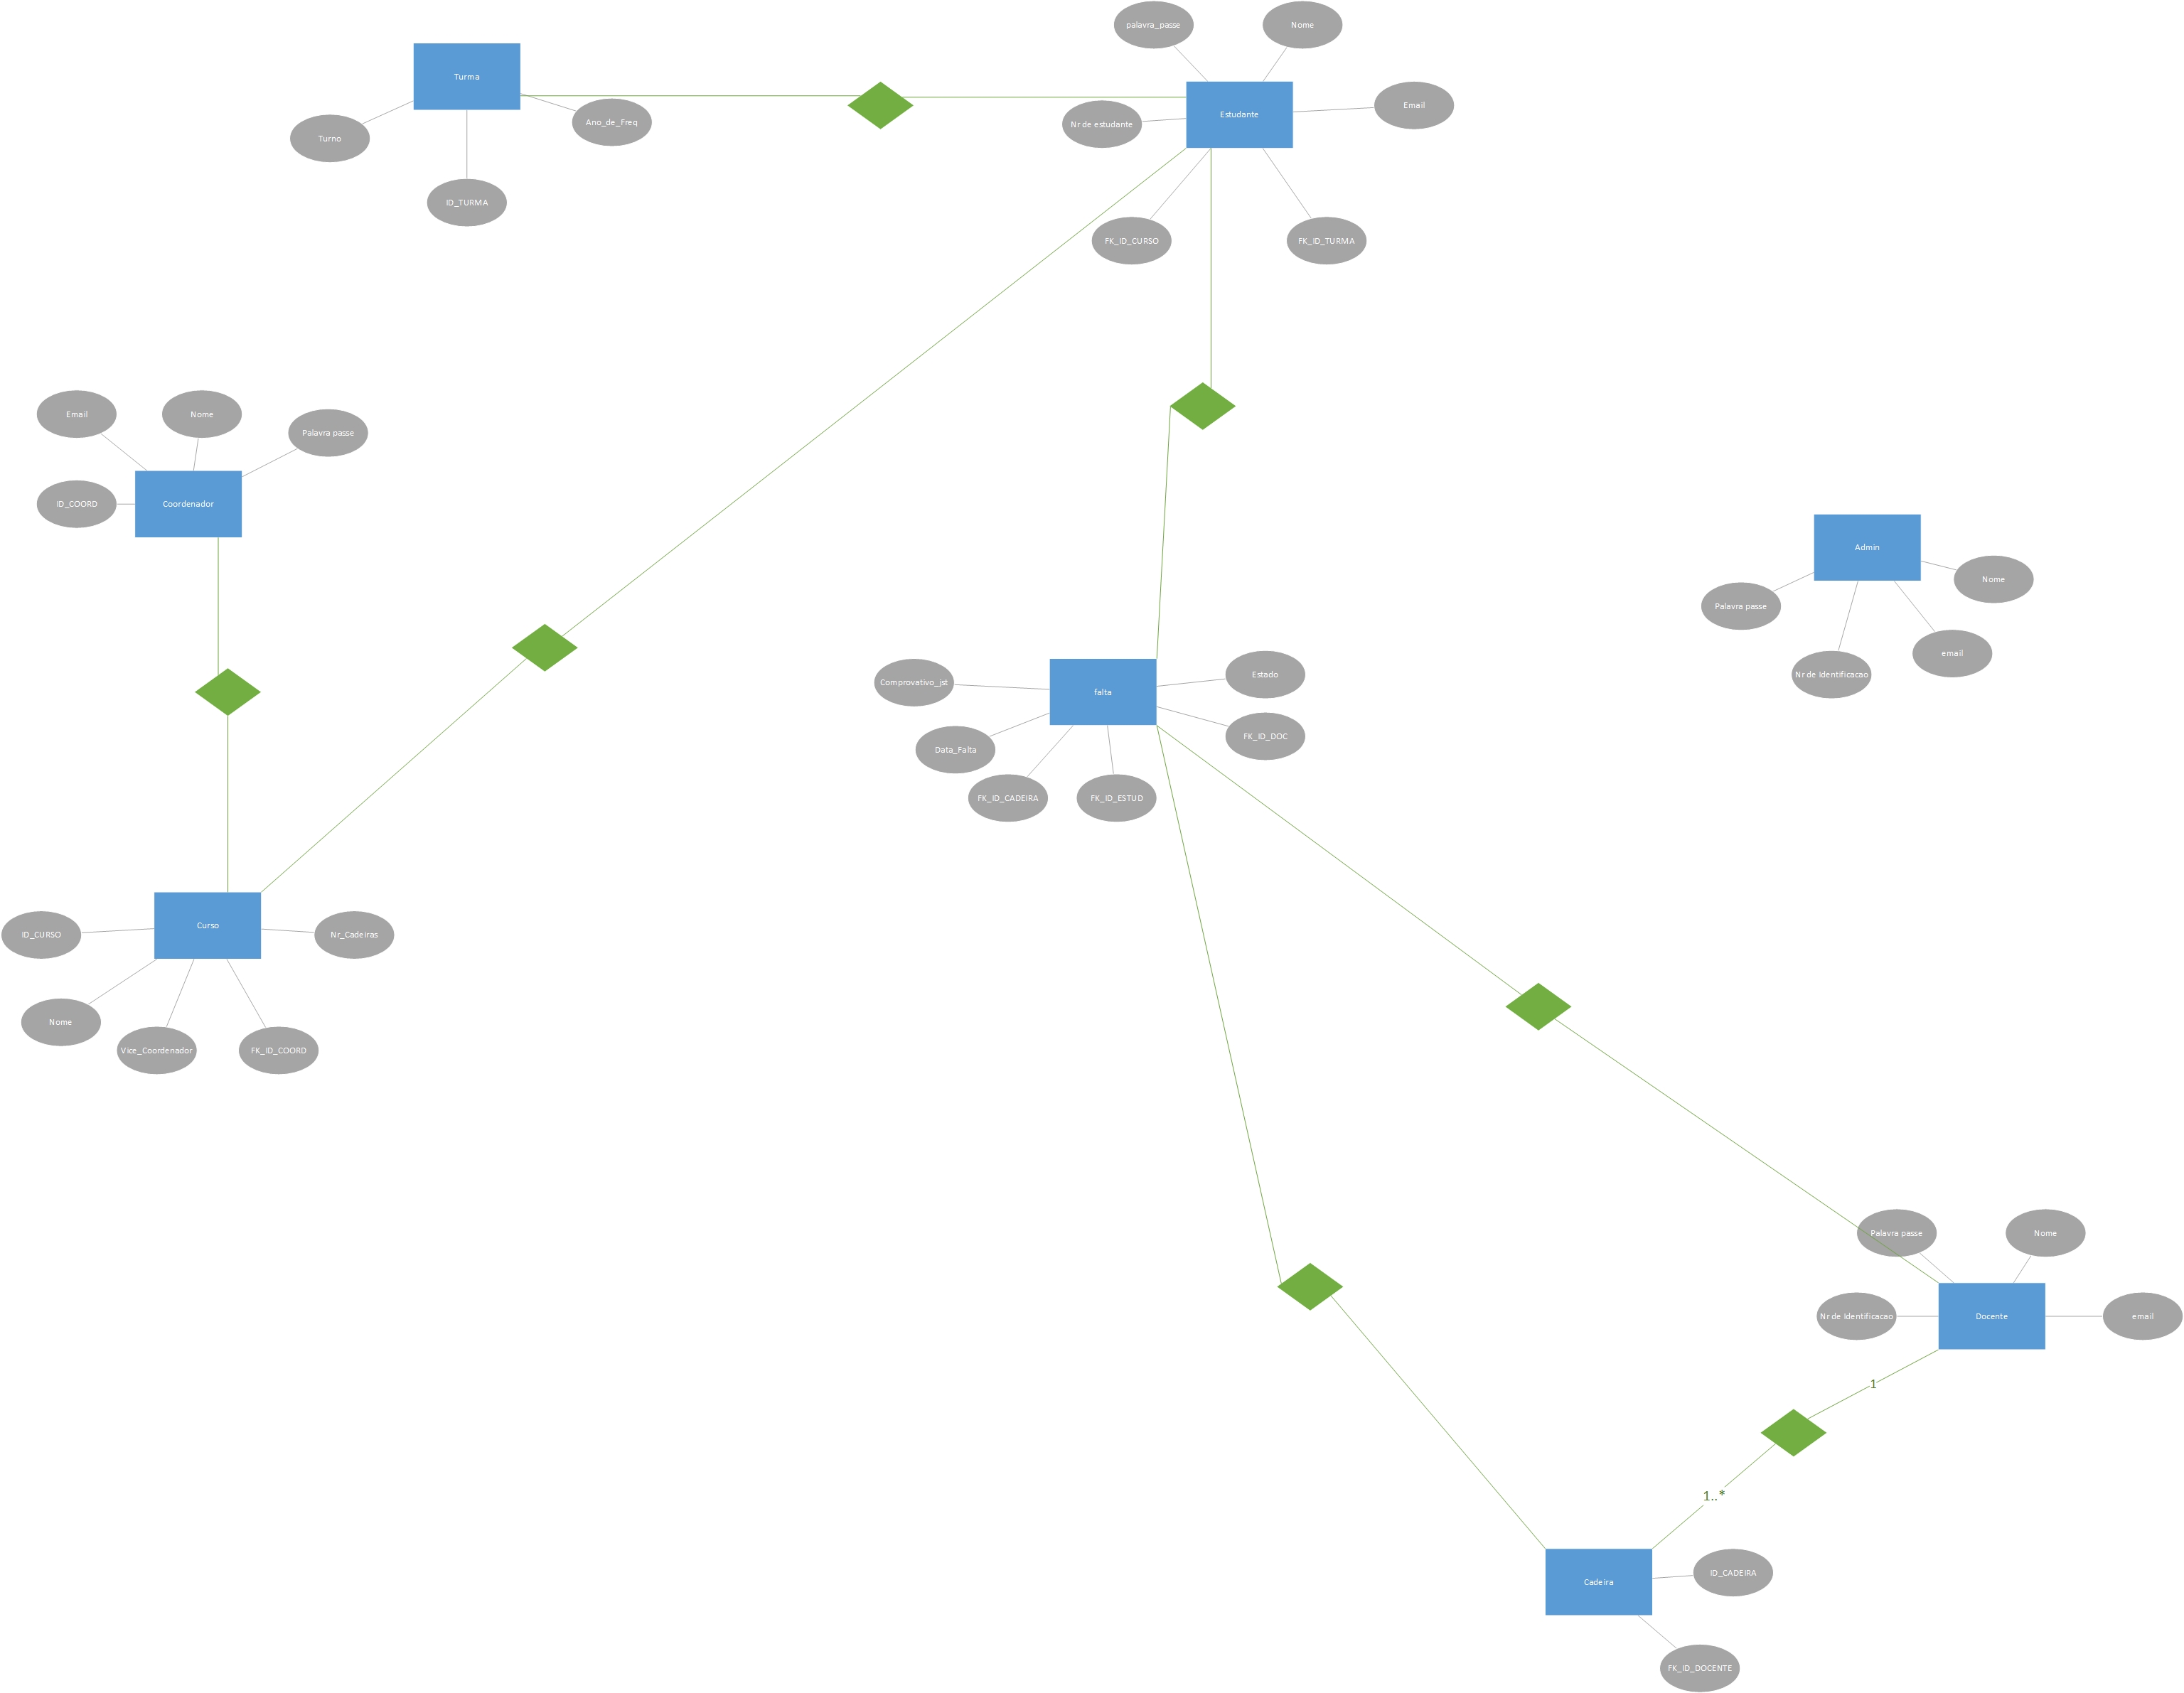 palavra_passe
Nome
Turma
Email
Ano_de_Freq
Estudante
Nr de estudante
Turno
ID_TURMA
FK_ID_CURSO
FK_ID_TURMA
Email
Nome
Palavra passe
ID_COORD
Coordenador
Admin
Nome
Palavra passe
email
Nr de Identificacao
Comprovativo_jst
Estado
falta
FK_ID_DOC
Data_Falta
FK_ID_CADEIRA
FK_ID_ESTUD
Curso
ID_CURSO
Nr_Cadeiras
Nome
Vice_Coordenador
FK_ID_COORD
Palavra passe
Nome
Nr de Identificacao
Docente
email
1
1..*
ID_CADEIRA
Cadeira
FK_ID_DOCENTE